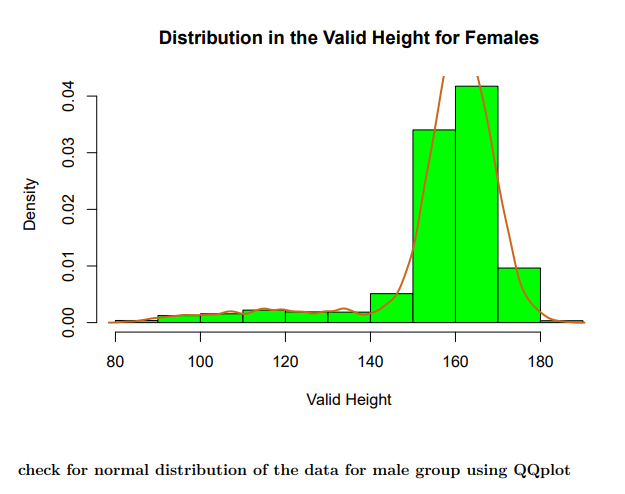 Distribution in the Valid Height for Females
0.04
0.03
0.02
0.01
0.00
Density
80 100 120 140 160 180
Valid Height
check for normal distribution of the data for male group using QQplot